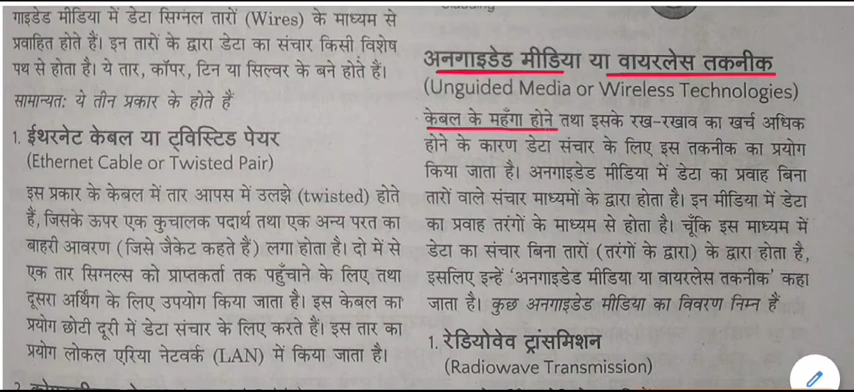 गाइडेड मीडिया में डेटा सिग्नल तारों (Wires) के माध्यम से
प्रवाहित होते हैं। इन तारों के द्वारा डेटा का संचार किसी विशेष
पथ से होता है। ये तार, कॉपर, टिन या सिल्वर के बने होते हैं।
सामान्यत: ये तीन प्रकार के होते हैं
1. ईथरनेट केबल या ट्विस्टिड पेयर
(Ethernet Cable or Twisted Pair)
इस प्रकार के केबल में तार आपस में उलझे (twisted) होते
हैं, जिसके ऊपर एक कुचालक पदार्थ तथा एक अन्य परत का
बाहरी आवरण (जिसे जैकेट कहते हैं) लगा होता है। दो में से
एक तार सिग्नल्स को प्राप्तकर्ता तक पहुँचाने के लिए तथा
दूसरा अर्थिंग के लिए उपयोग किया जाता है। इस केबल का
प्रयोग छोटी दूरी में डेटा संचार के लिए करते हैं। इस तार का
प्रयोग लोकल एरिया नेटवर्क (LAN) में किया जाता है।
अनगाइडेड मीडिया या वायरलेस तकनीक
(Unguided Media or Wireless Technologies)
केबल के महँगा होने तथा इसके रख-रखाव का खर्च अधिक
होने के कारण डेटा संचार के लिए इस तकनीक का प्रयोग
किया जाता है। अनगाइडेड मीडिया में डेटा का प्रवाह बिना
तारों वाले संचार माध्यमों के द्वारा होता है। इन मीडिया में डेटा
का प्रवाह तरंगों के माध्यम से होता है। चूँकि इस माध्यम में
डेटा का संचार बिना तारों (तरंगों के द्वारा) के द्वारा होता है,
इसलिए इन्हें ‘अनगाइडेड मीडिया या वायरलेस तकनीक’ कहा
जाता है। कुछ अनगाइडेड मीडिया का विवरण निम्न हैं
1. रेडियोवेव ट्रांसमिशन
(Radiowave Transmission)